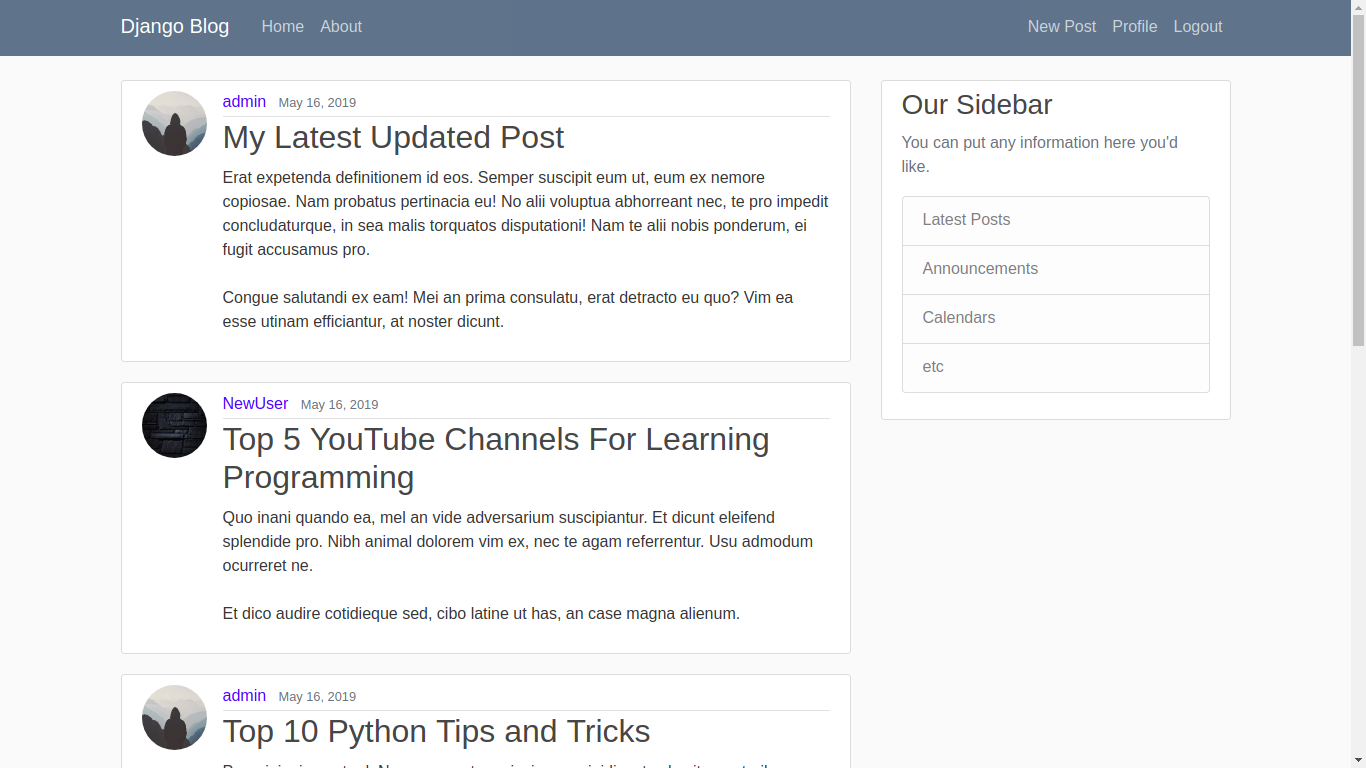 Django Blog Home About New Post Profile Logout
admin May 16, 2019
My Latest Updated Post
Erat expetenda definitionem id eos. Semper suscipit eum ut, eum ex nemore
copiosae. Nam probatus pertinacia eu! No alii voluptua abhorreant nec, te pro impedit
concludaturque, in sea malis torquatos disputationi! Nam te alii nobis ponderum, ei
fugit accusamus pro.
Congue salutandi ex eam! Mei an prima consulatu, erat detracto eu quo? Vim ea
esse utinam efficiantur, at noster dicunt.
NewUser May 16, 2019
Top 5 YouTube Channels For Learning
Programming
Quo inani quando ea, mel an vide adversarium suscipiantur. Et dicunt eleifend
splendide pro. Nibh animal dolorem vim ex, nec te agam referrentur. Usu admodum
ocurreret ne.
Et dico audire cotidieque sed, cibo latine ut has, an case magna alienum.
admin May 16, 2019
Top 10 Python Tips and Tricks
Our Sidebar
You can put any information here you'd
like.
Latest Posts
Announcements
Calendars
etc